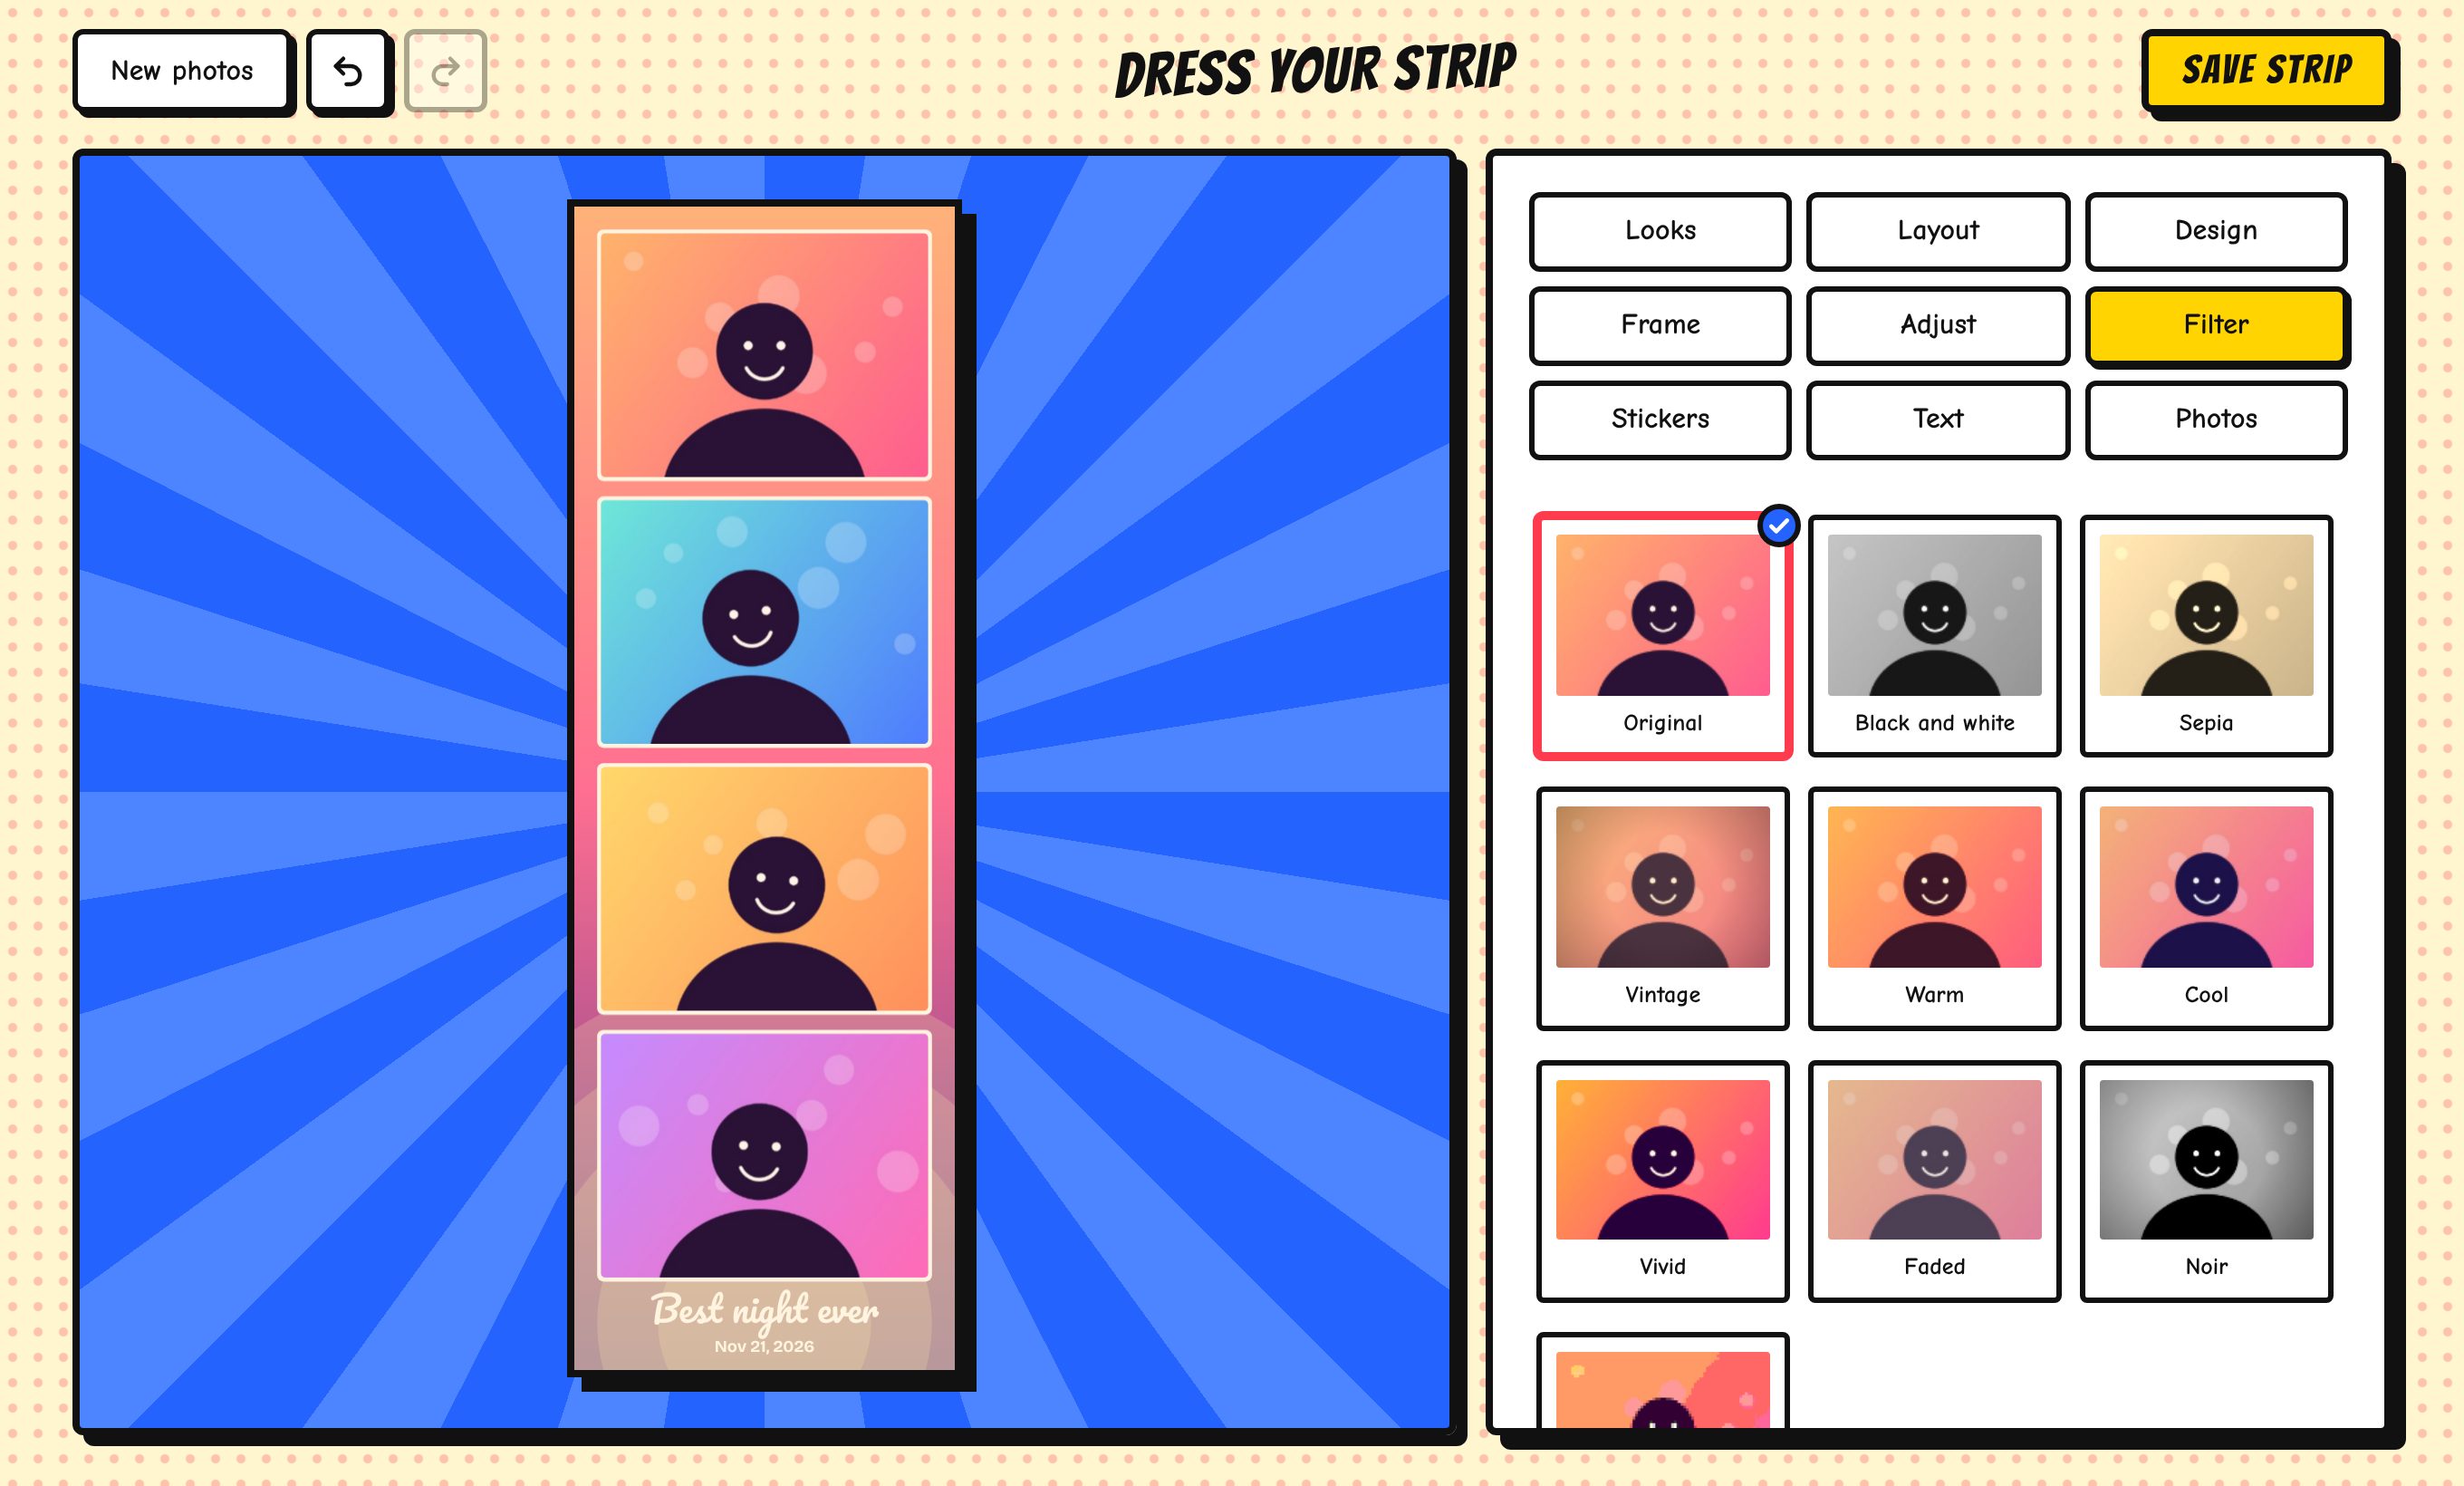 New photos
DRESS YOUR STRIP
SAVE STRIP
Looks
Layout
Design
Frame
Adjust
Filter
Stickers
Text
Photos
Original
Black and white
Sepia
Vintage
Warm
Cool
Vivid
Faded
Noir
Best night ever
Nov 21, 2026